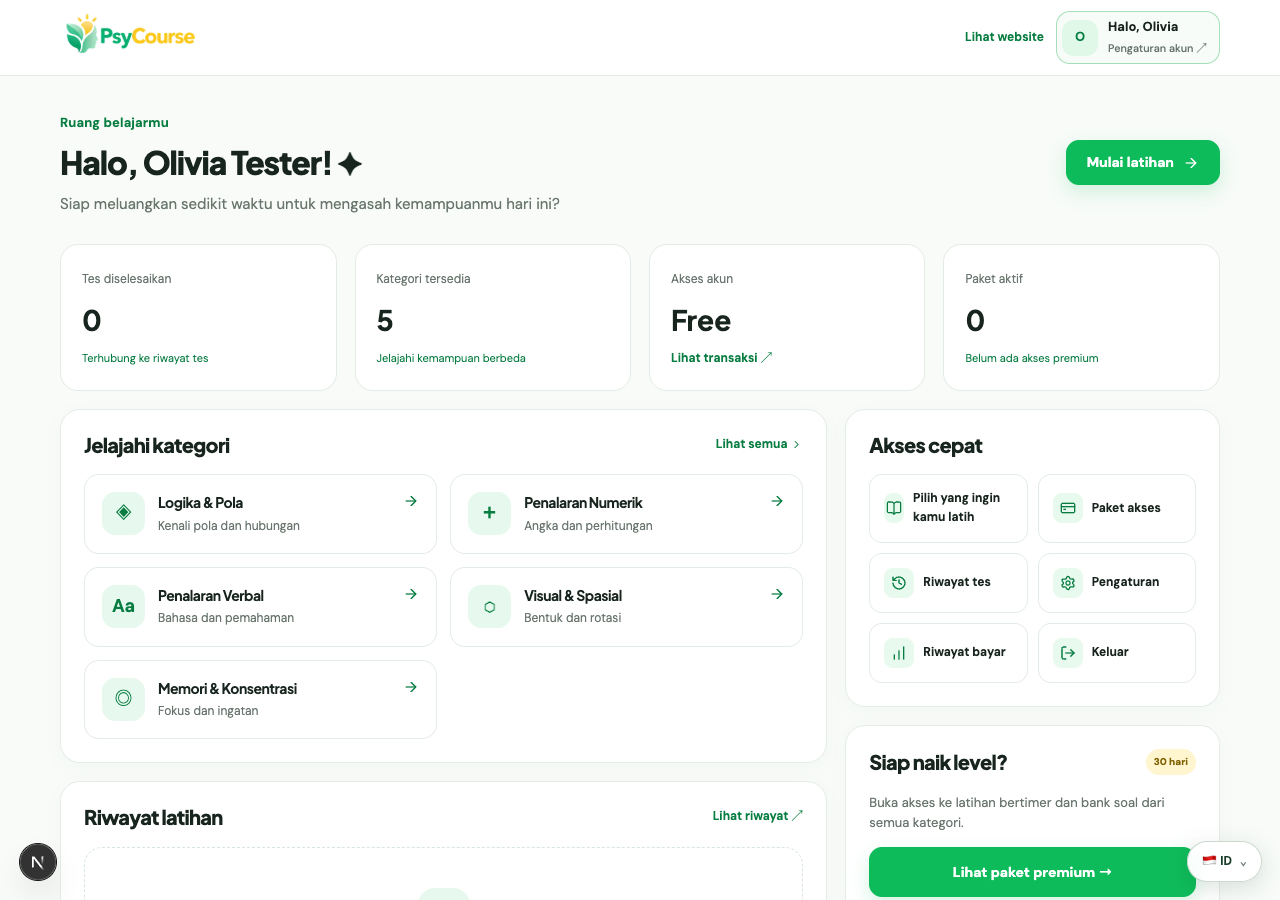 PsyCourse
Lihat website
O
Halo, Olivia
Pengaturan akun ↗
Ruang belajarmu
Halo, Olivia Tester! ✦
Siap meluangkan sedikit waktu untuk mengasah kemampuanmu hari ini?
Mulai latihan →
Tes diselesaikan
0
Terhubung ke riwayat tes
Kategori tersedia
5
Jelajahi kemampuan berbeda
Akses akun
Free
Lihat transaksi ↗
Paket aktif
0
Belum ada akses premium
Jelajahi kategori
Lihat semua ›
Logika & Pola
Kenali pola dan hubungan
Penalaran Numerik
Angka dan perhitungan
Aa
Penalaran Verbal
Bahasa dan pemahaman
Visual & Spasial
Bentuk dan rotasi
Memori & Konsentrasi
Fokus dan ingatan
Akses cepat
Pilih yang ingin
kamu latih
Paket akses
Riwayat tes
Pengaturan
Riwayat bayar
Keluar
Siap naik level?
30 hari
Buka akses ke latihan bertimer dan bank soal dari
semua kategori.
Lihat paket premium →
Riwayat latihan
Lihat riwayat ↗
N
ID